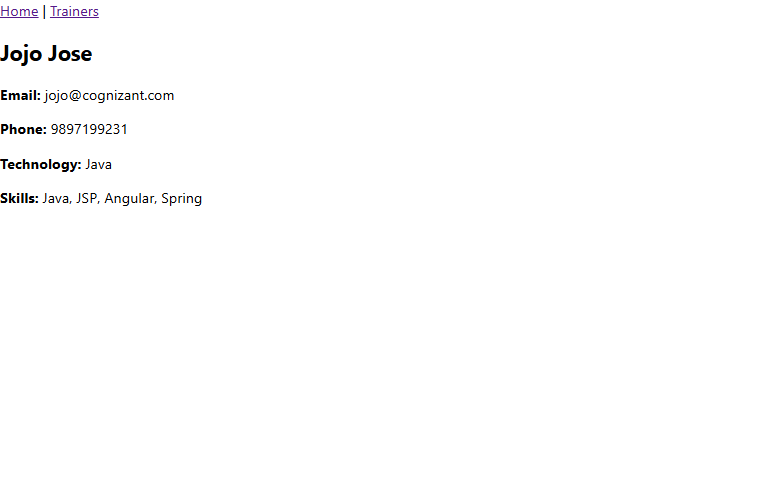 Home | Trainers
Jojo Jose
Email: jojo@cognizant.com
Phone: 9897199231
Technology: Java
Skills: Java, JSP, Angular, Spring